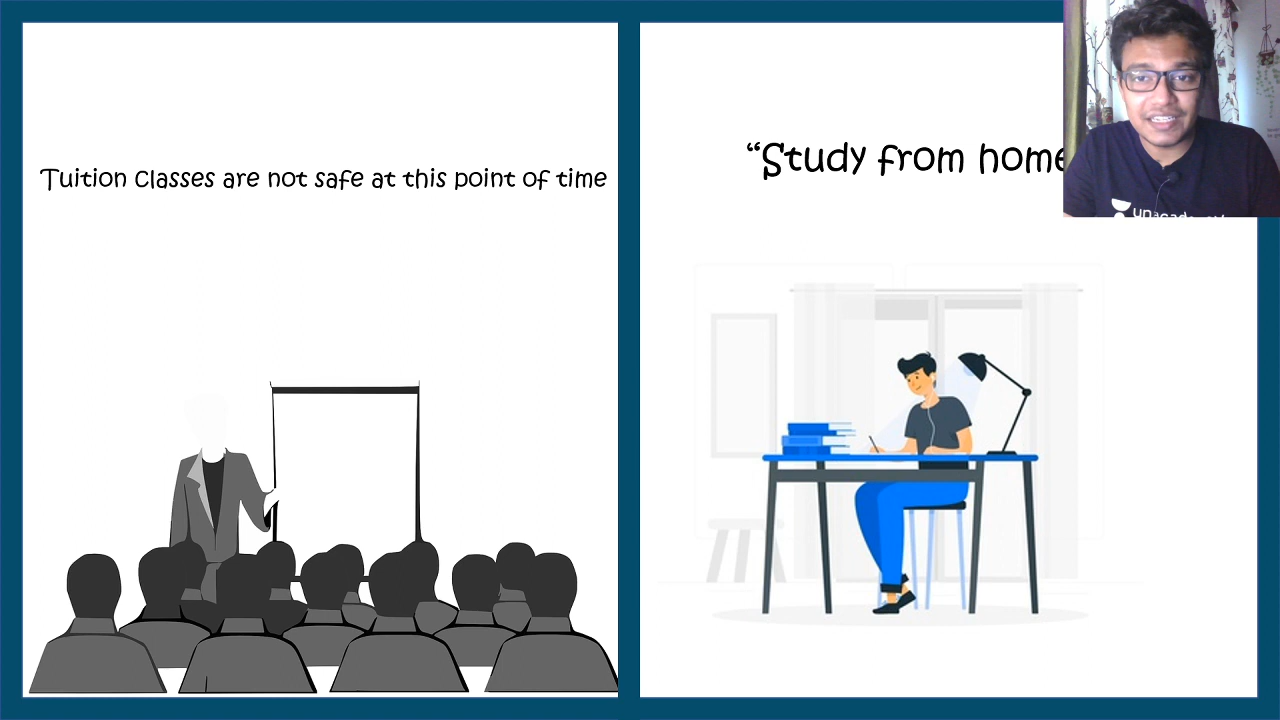 Tuition classes are not safe at this point of time
“Study from home